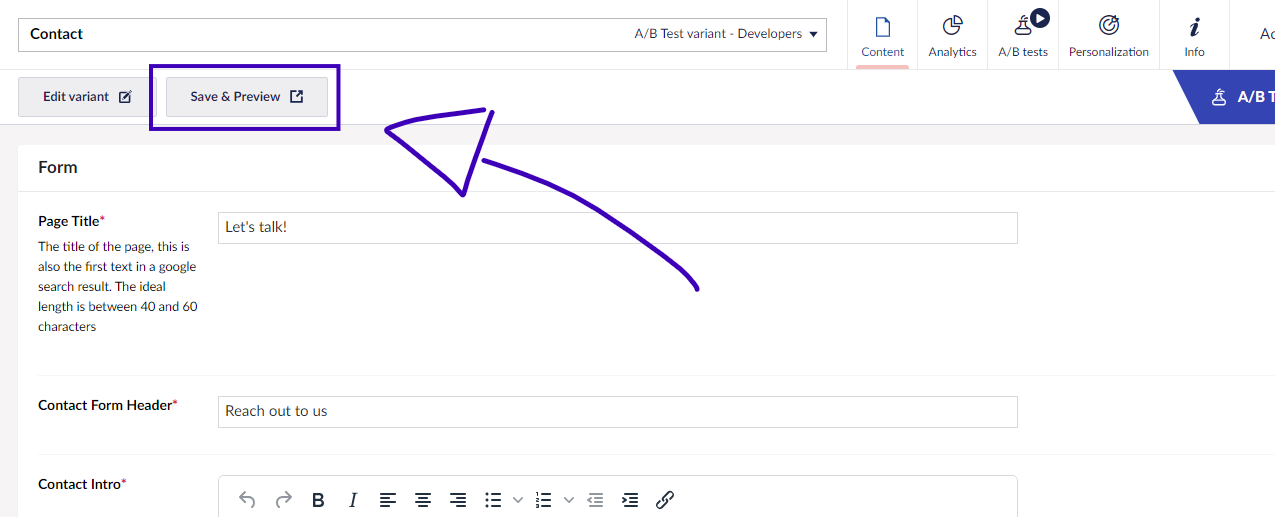 Contact
A/B Test variant - Developers
Content
Analytics
A/B tests
Personalization
Info
Ac
Edit variant
Save & Preview
A/B T
Form
Page Title*
Let's talk!
The title of the page, this is
also the first text in a google
search result. The ideal
length is between 40 and 60
characters
Contact Form Header*
Reach out to us
Contact Intro*
B
I